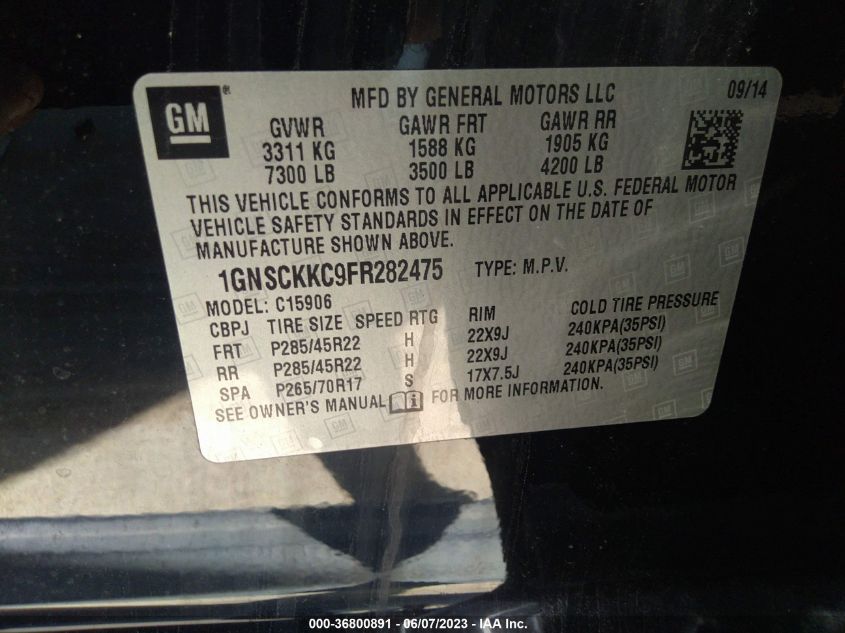 GM® MFD BY GENERAL MOTORS LLC 09/14
GVWR GAWR FRT GAWR RR
3311 KG 1588 KG 1905 KG
7300 LB 3500 LB 4200 LB
THIS VEHICLE CONFORMS TO ALL APPLICABLE U.S. FEDERAL MOTOR
VEHICLE SAFETY STANDARDS IN EFFECT ON THE DATE OF
MANUFACTURE SHOWN ABOVE.
1GNSCKKC9FR282475 TYPE: M.P.V.
MODEL: C15906
CBPJ TIRE SIZE SPEED RTG RIM COLD TIRE PRESSURE
FRT P285/45R22 H 22X9J 240KPA(35PSI)
RR P285/45R22 H 22X9J 240KPA(35PSI)
SPA P265/70R17 S 17X7.5J 240KPA(35PSI)
SEE OWNER'S MANUAL FOR MORE INFORMATION.
000-36800891 - 06/07/2023 - IAA Inc.